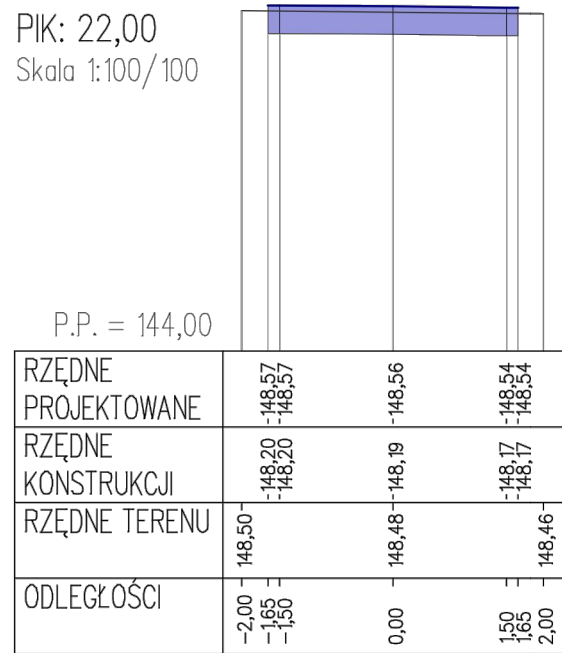 PIK: 22,00
Skala 1:100/100
P.P. = 144,00
RZĘDNE
PROJEKTOWANE
-148,57
-148,57
-148,56
-148,54
-148,54
RZĘDNE
KONSTRUKCJI
-148,20
-148,20
-148,19
-148,17
-148,17
RZĘDNE TERENU
148,50
148,48
148,46
ODLEGŁOŚCI
-2,00
-1,65
-1,50
0,00
1,50
1,65
2,00